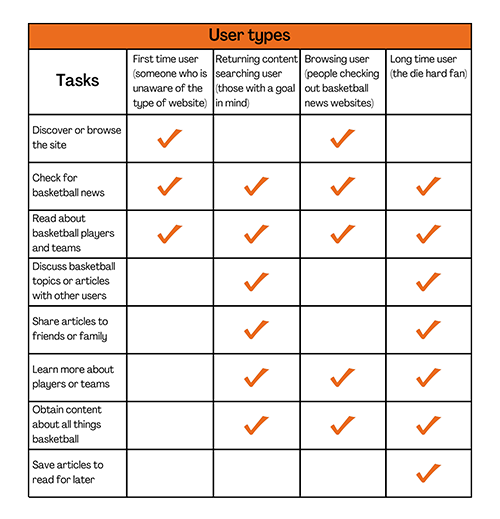 User types
Tasks
First time user
(someone who is
unaware of the
type of website)
Returning content
searching user
(those with a goal
in mind)
Browsing user
(people checking
out basketball
news websites)
Long time user
(the die hard fan)
Discover or browse
the site
Check for
basketball news
Read about
basketball players
and teams
Discuss basketball
topics or articles
with other users
Share articles to
friends or family
Learn more about
players or teams
Obtain content
about all things
basketball
Save articles to
read for later